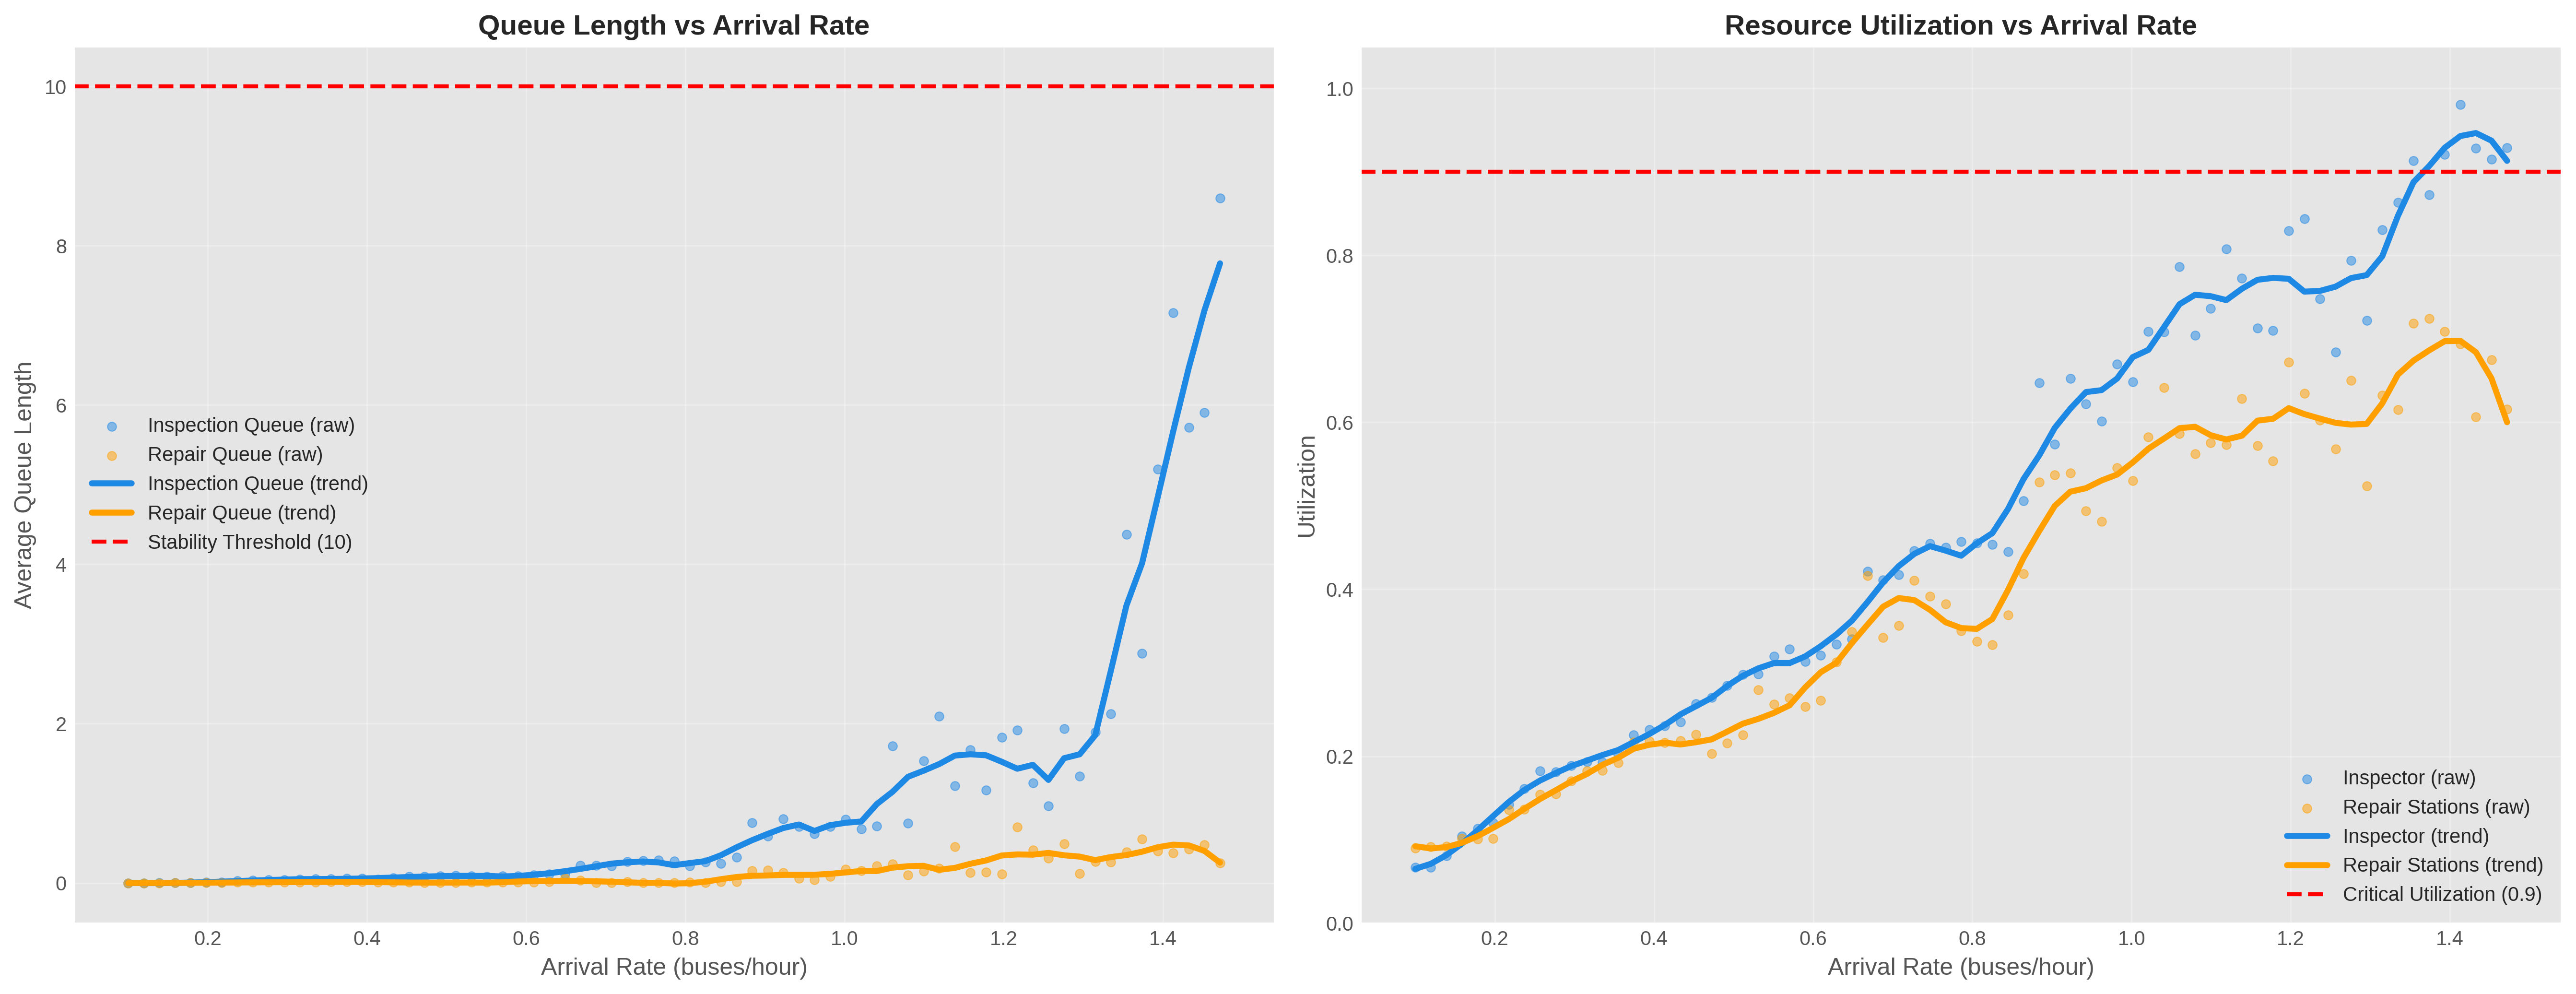 Queue Length vs Arrival Rate
Average Queue Length
10
8
6
4
2
0
Inspection Queue (raw)
Repair Queue (raw)
Inspection Queue (trend)
Repair Queue (trend)
Stability Threshold (10)
0.2 0.4 0.6 0.8 1.0 1.2 1.4
Arrival Rate (buses/hour)
Resource Utilization vs Arrival Rate
Utilization
1.0
0.8
0.6
0.4
0.2
0.0
Inspector (raw)
Repair Stations (raw)
Inspector (trend)
Repair Stations (trend)
Critical Utilization (0.9)
0.2 0.4 0.6 0.8 1.0 1.2 1.4
Arrival Rate (buses/hour)